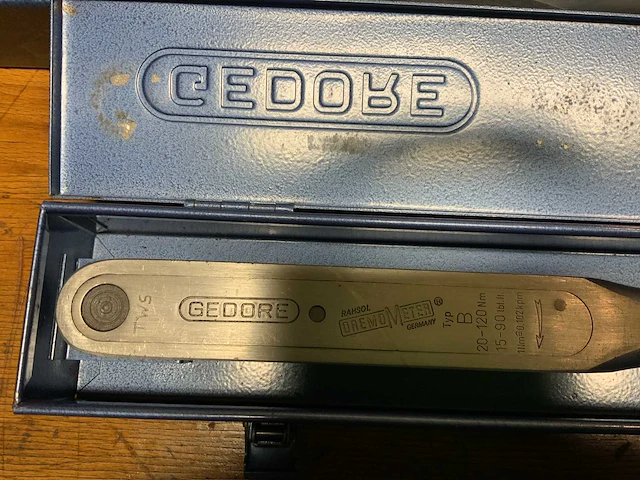 GEDORE
TWS
GEDORE
RAHSOL
DREMOMETER®
GERMANY
Typ
B
20-120 Nm
15-90 lbf.ft